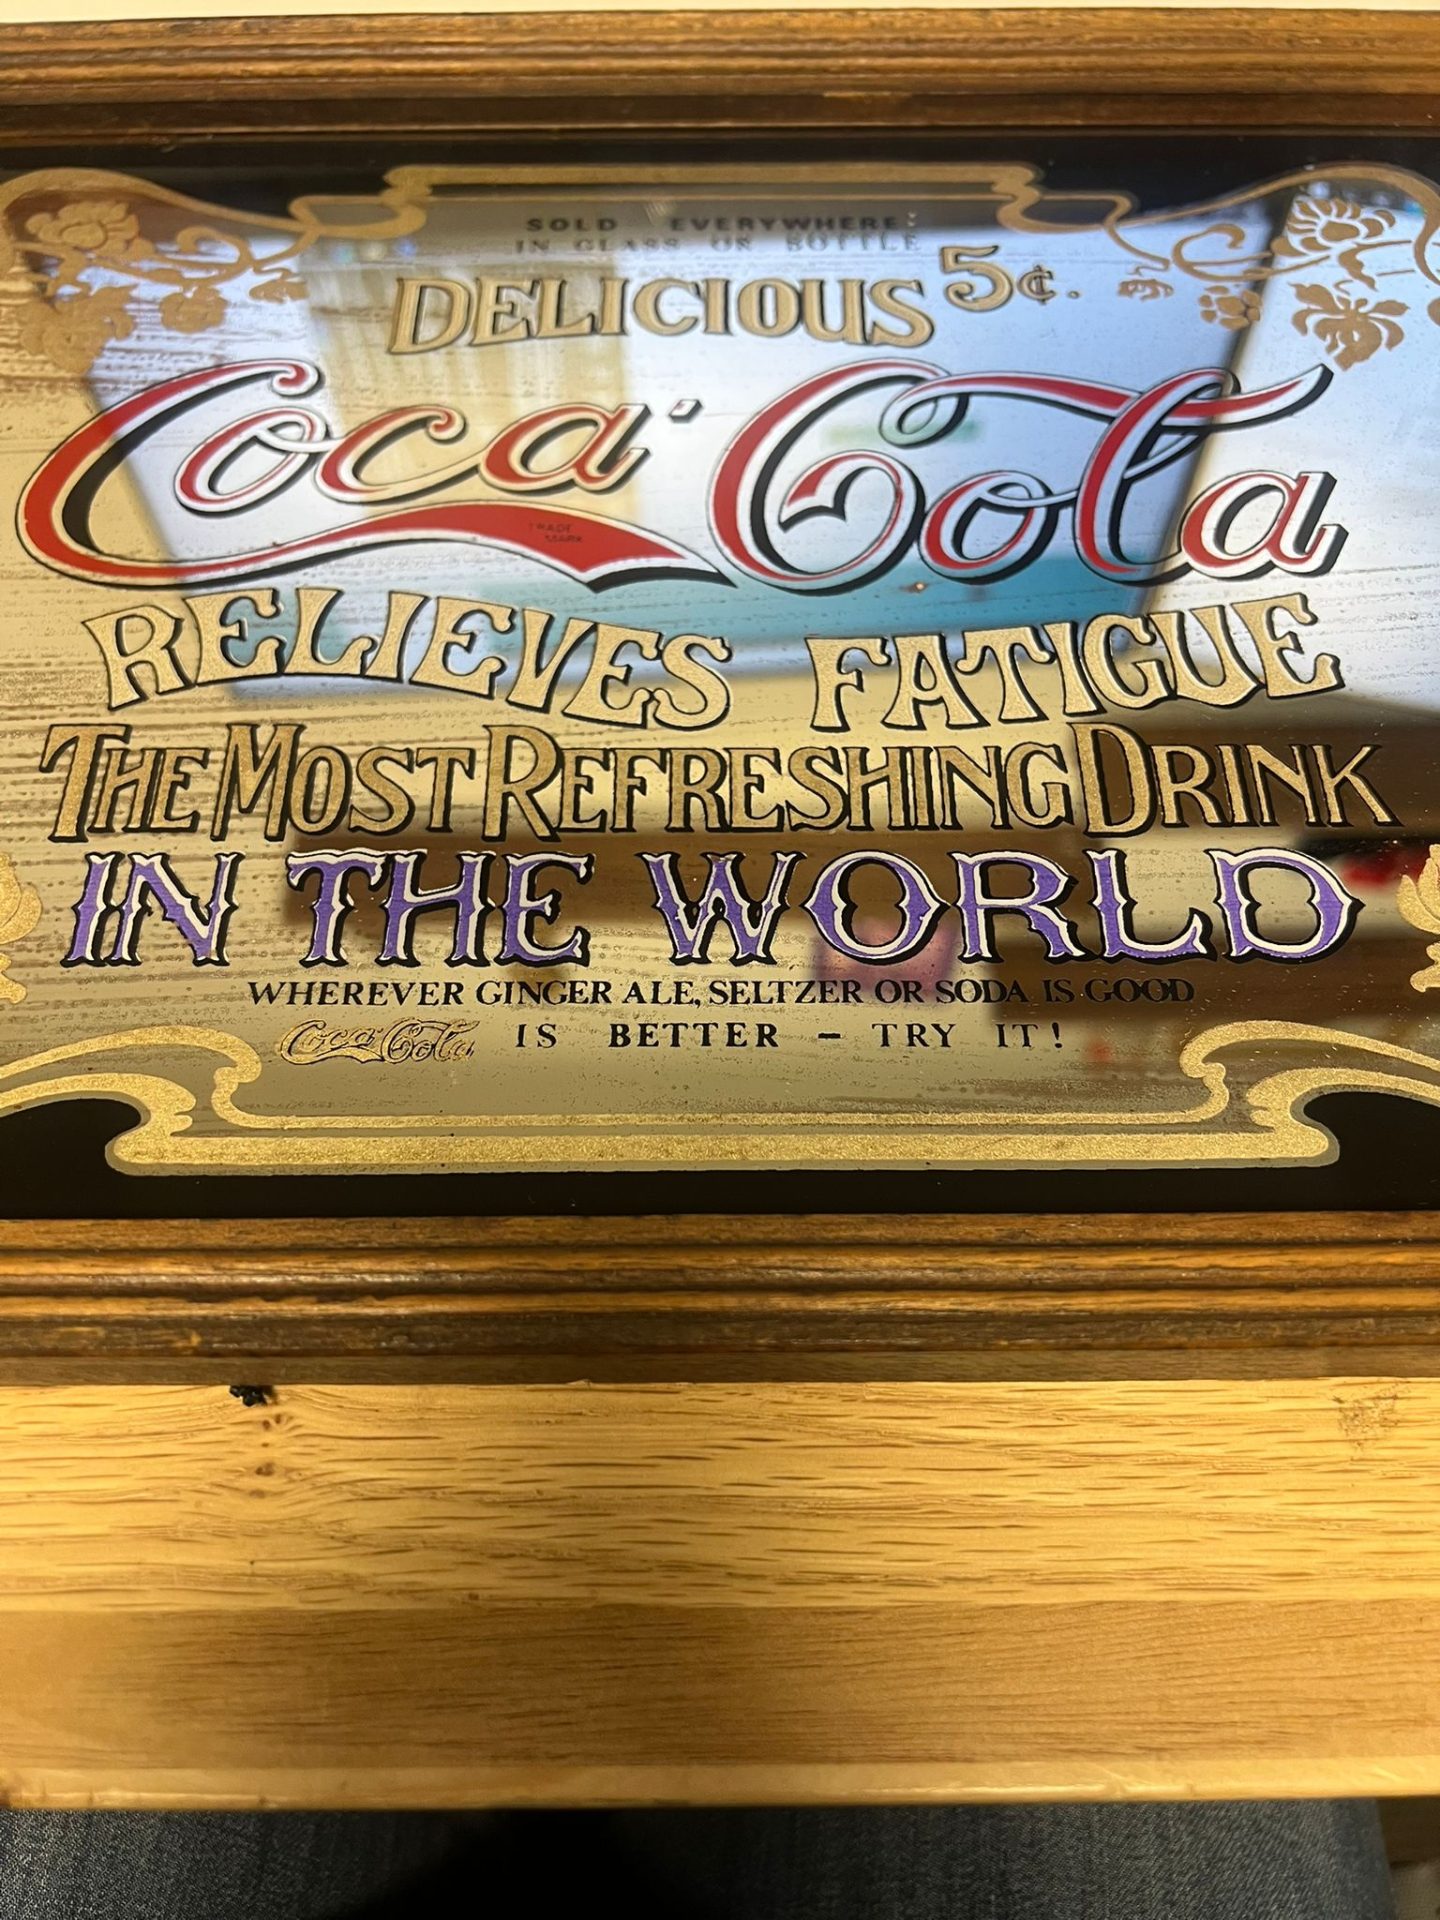 SOLD EVERYWHERE
IN GLASS OR BOTTLE
DELICIOUS 5¢.
Coca-Cola
TRADE
MARK
RELIEVES FATIGUE
THE MOST REFRESHING DRINK
IN THE WORLD
WHEREVER GINGER ALE, SELTZER OR SODA IS GOOD
Coca-Cola IS BETTER - TRY IT!